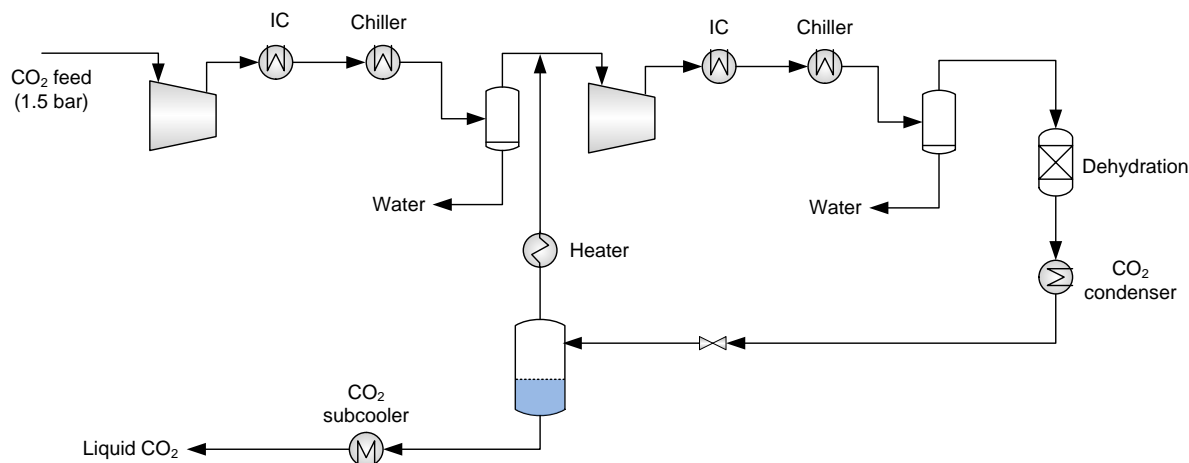 IC
Chiller
IC
Chiller
CO₂ feed
(1.5 bar)
Dehydration
Water
Water
Heater
CO₂
condenser
CO₂
subcooler
Liquid CO₂